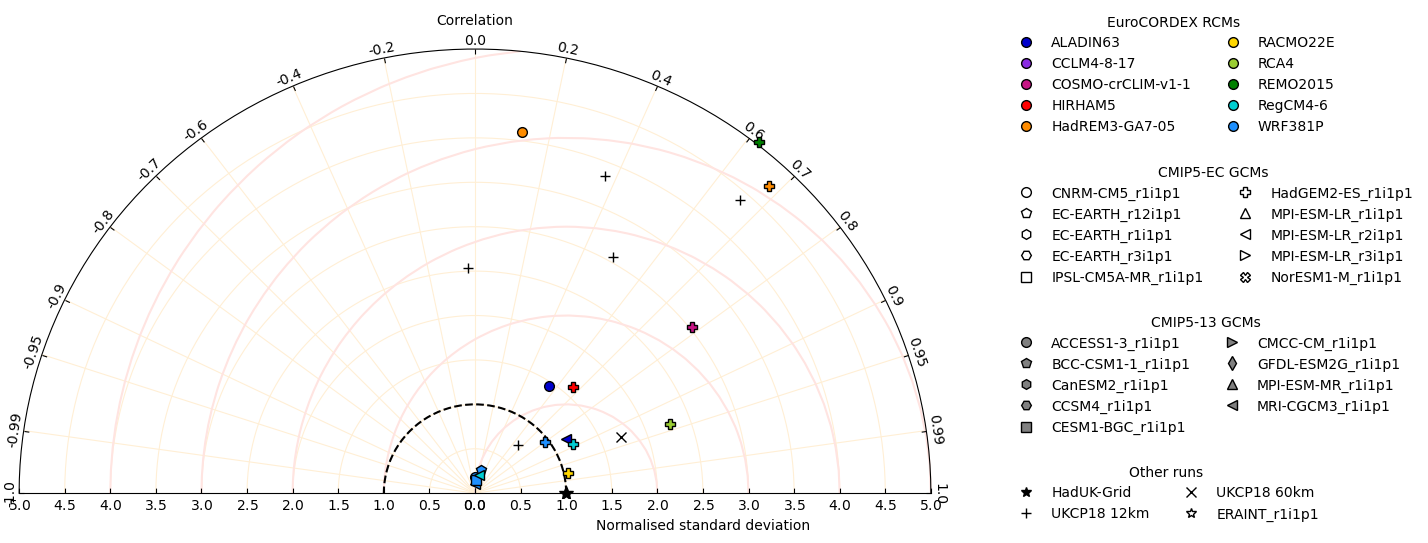 Correlation
0.0
-0.2
0.2
-0.4
0.4
-0.6
0.6
-0.7
0.7
-0.8
0.8
-0.9
0.9
-0.95
0.95
-0.99
0.99
-1.0
1.0
5.0 4.5 4.0 3.5 3.0 2.5 2.0 1.5 1.0 0.5 0.0 0.5 1.0 1.5 2.0 2.5 3.0 3.5 4.0 4.5 5.0
Normalised standard deviation
EuroCORDEX RCMs
ALADIN63 RACMO22E
CCLM4-8-17 RCA4
COSMO-crCLIM-v1-1 REMO2015
HIRHAM5 RegCM4-6
HadREM3-GA7-05 WRF381P
CMIP5-EC GCMs
CNRM-CM5_r1i1p1 HadGEM2-ES_r1i1p1
EC-EARTH_r12i1p1 MPI-ESM-LR_r1i1p1
EC-EARTH_r1i1p1 MPI-ESM-LR_r2i1p1
EC-EARTH_r3i1p1 MPI-ESM-LR_r3i1p1
IPSL-CM5A-MR_r1i1p1 NorESM1-M_r1i1p1
CMIP5-13 GCMs
ACCESS1-3_r1i1p1 CMCC-CM_r1i1p1
BCC-CSM1-1_r1i1p1 GFDL-ESM2G_r1i1p1
CanESM2_r1i1p1 MPI-ESM-MR_r1i1p1
CCSM4_r1i1p1 MRI-CGCM3_r1i1p1
CESM1-BGC_r1i1p1
Other runs
HadUK-Grid UKCP18 60km
UKCP18 12km ERAINT_r1i1p1